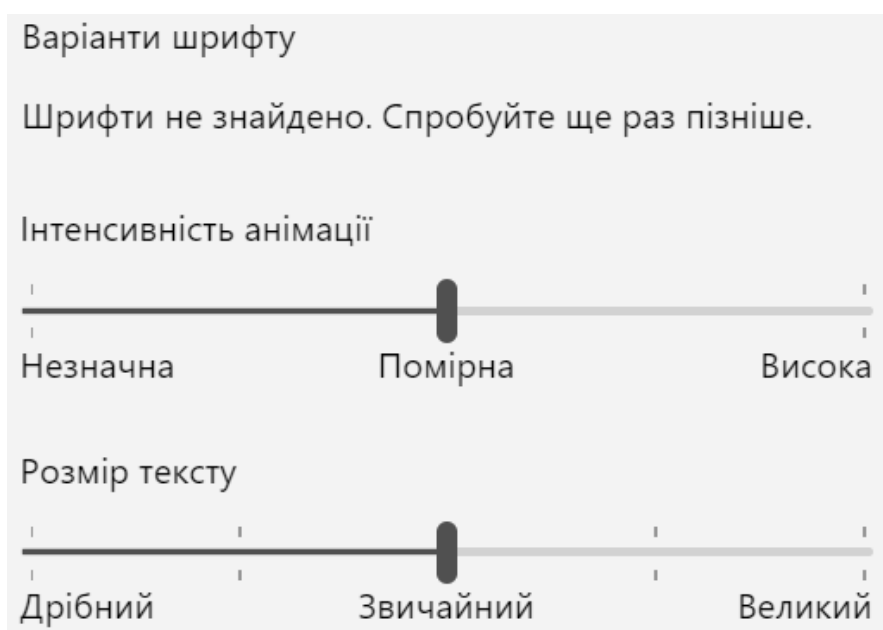 Варіанти шрифту
Шрифти не знайдено. Спробуйте ще раз пізніше.
Інтенсивність анімації
Незначна Помірна Висока
Розмір тексту
Дрібний Звичайний Великий